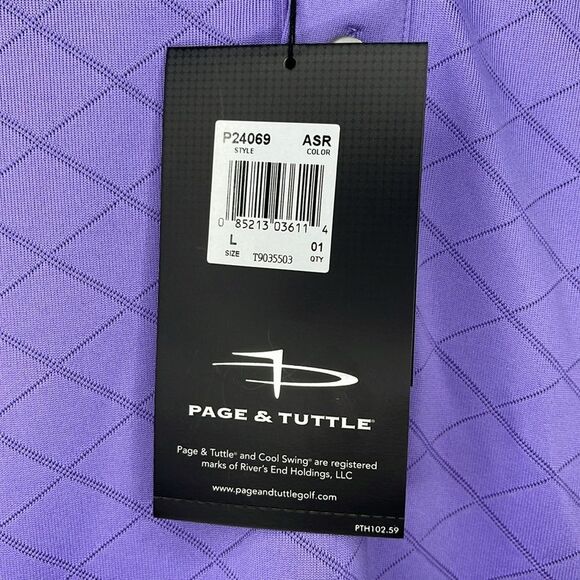 P24069 ASR
STYLE COLOR
0 85213 03611 4
L 01
SIZE T9035503 QTY
PAGE & TUTTLE®
Page & Tuttle® and Cool Swing® are registered
marks of River's End Holdings, LLC
www.pageandtuttlegolf.com
PTH102.59